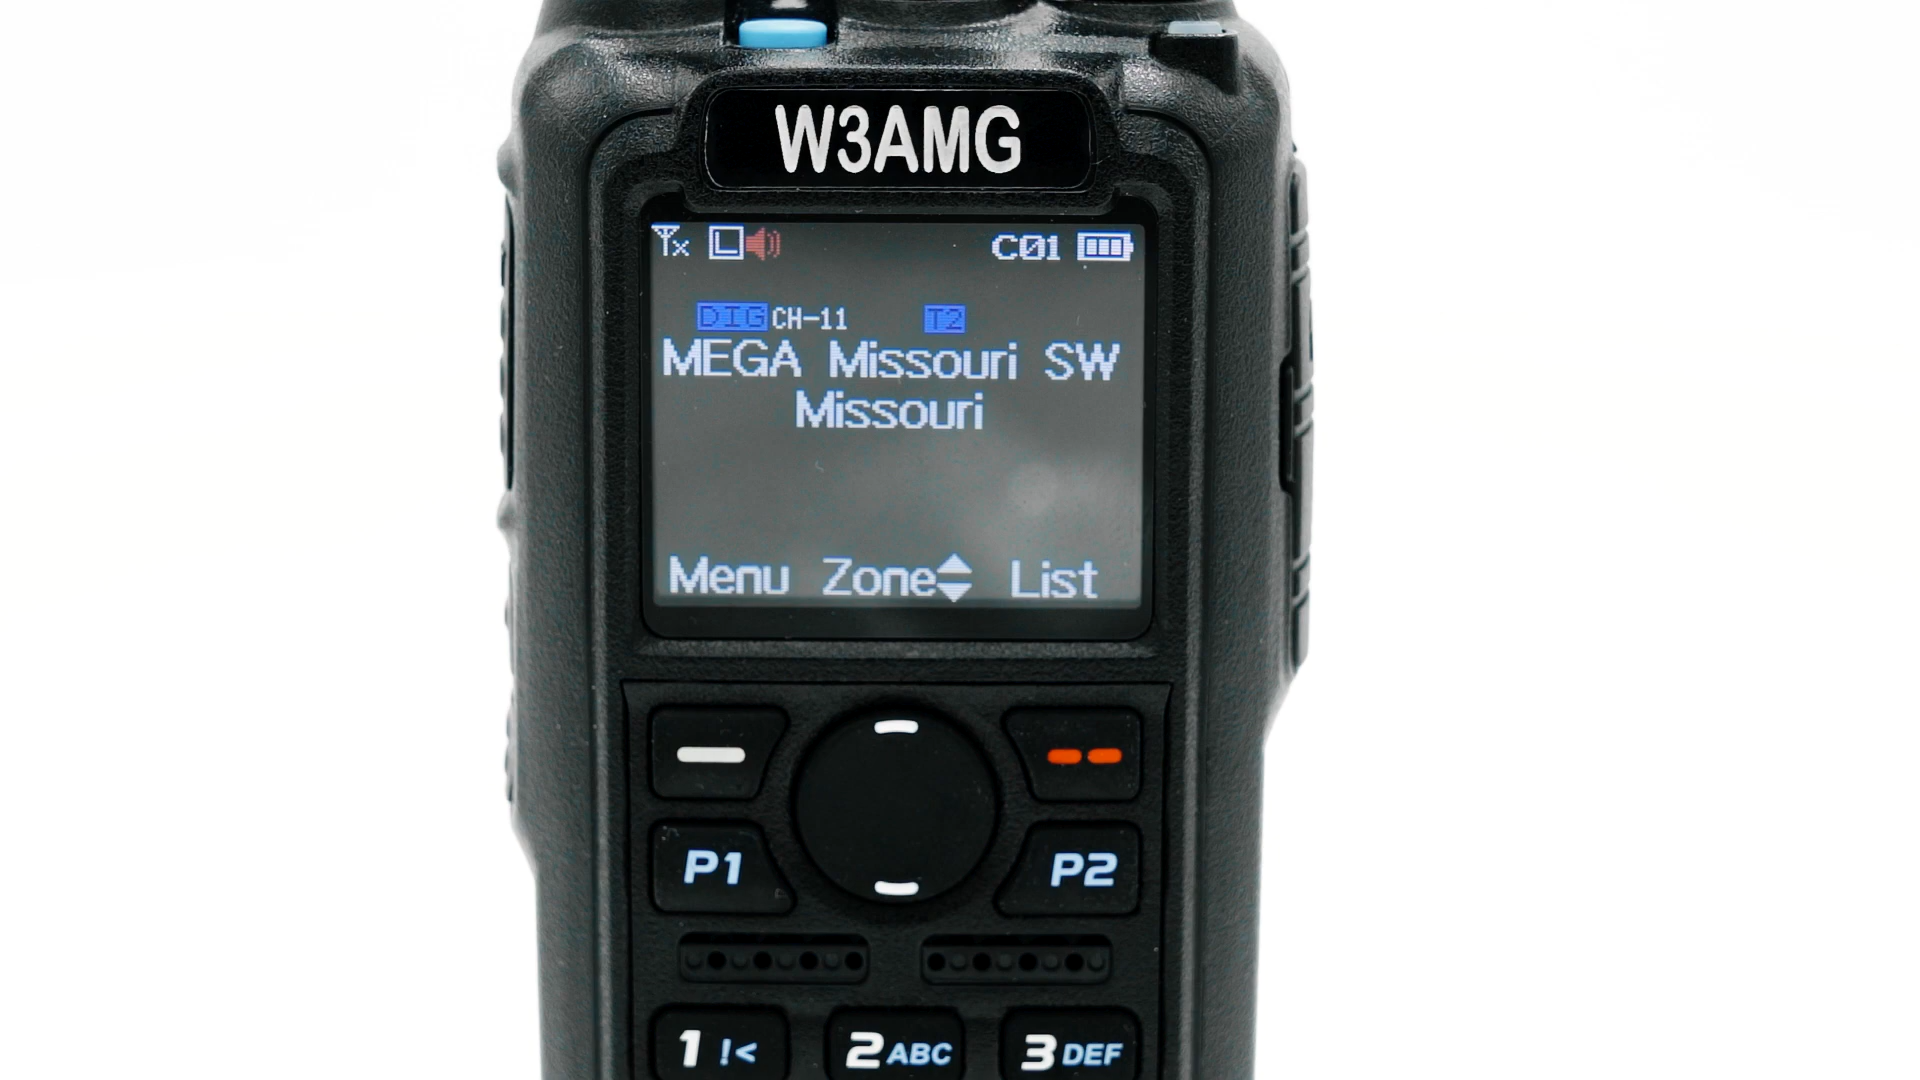 W3AMG
Tx L C01
DIG CH-11 T2
MEGA Missouri SW
Missouri
Menu Zone List
P1 P2
1 !< 2 ABC 3 DEF